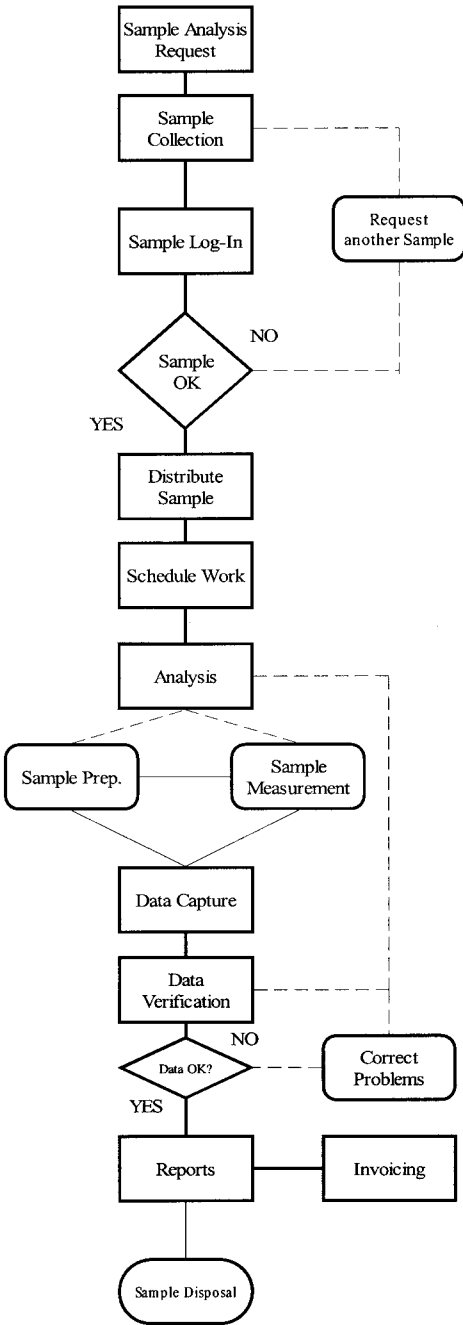 Sample Analysis
Request
Sample
Collection
Request
another Sample
Sample Log-In
NO
Sample
OK
YES
Distribute
Sample
Schedule Work
Analysis
Sample Prep.
Sample
Measurement
Data Capture
Data
Verification
NO
Data OK?
Correct
Problems
YES
Reports
Invoicing
Sample Disposal